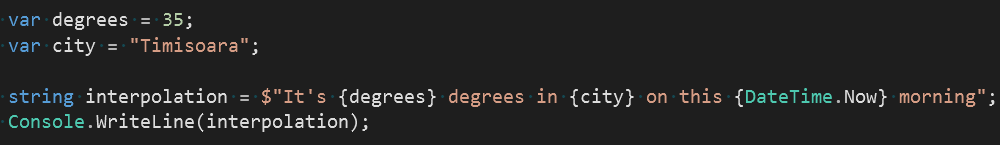 var degrees = 35;
var city = "Timisoara";
string interpolation = $"It's {degrees} degrees in {city} on this {DateTime.Now} morning";
Console.WriteLine(interpolation);